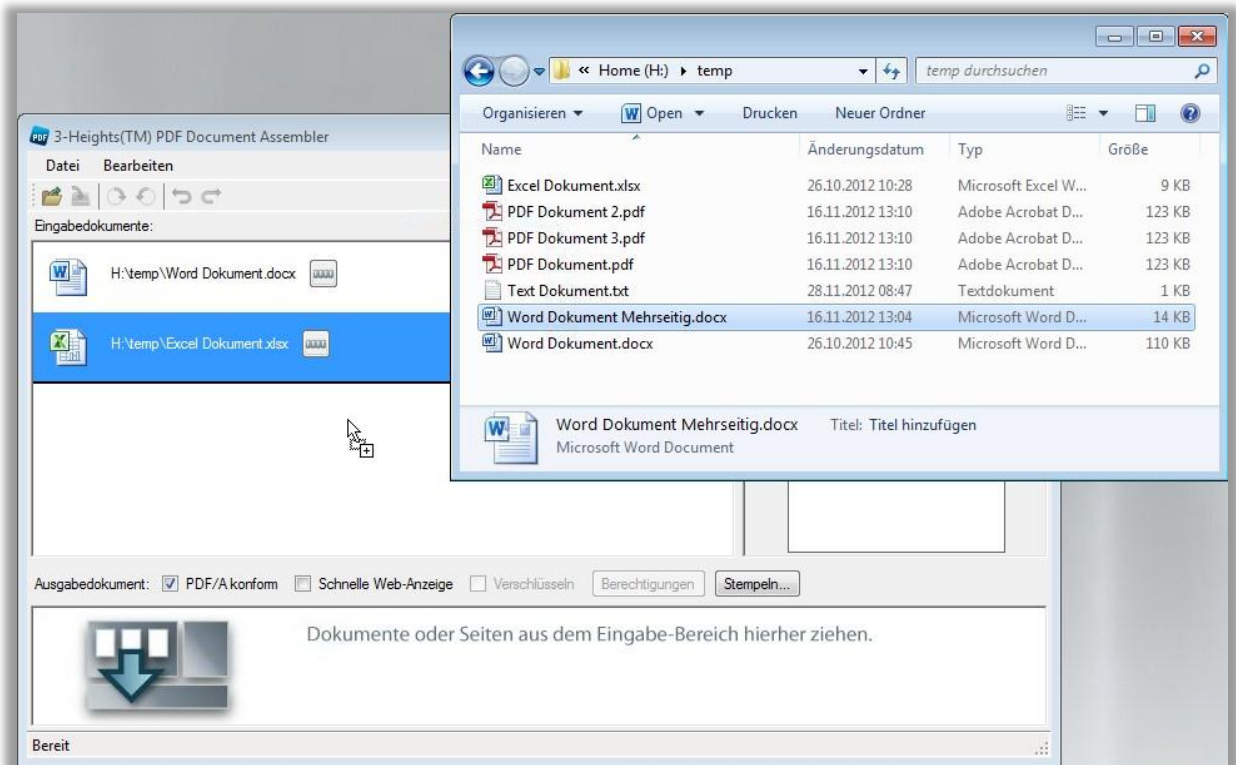 « Home (H:) ▸ temp
temp durchsuchen
Organisieren Open Drucken Neuer Ordner
Name Änderungsdatum Typ Größe
Excel Dokument.xlsx 26.10.2012 10:28 Microsoft Excel W... 9 KB
PDF Dokument 2.pdf 16.11.2012 13:10 Adobe Acrobat D... 123 KB
PDF Dokument 3.pdf 16.11.2012 13:10 Adobe Acrobat D... 123 KB
PDF Dokument.pdf 16.11.2012 13:10 Adobe Acrobat D... 123 KB
Text Dokument.txt 28.11.2012 08:47 Textdokument 1 KB
Word Dokument Mehrseitig.docx 16.11.2012 13:04 Microsoft Word D... 14 KB
Word Dokument.docx 26.10.2012 10:45 Microsoft Word D... 110 KB
Word Dokument Mehrseitig.docx Titel: Titel hinzufügen
Microsoft Word Document
PDF 3-Heights(TM) PDF Document Assembler
Datei Bearbeiten
Eingabedokumente:
H:\temp\Word Dokument.docx
H:\temp\Excel Dokument.xlsx
Ausgabedokument: PDF/A konform Schnelle Web-Anzeige Verschlüsseln Berechtigungen Stempeln...
Dokumente oder Seiten aus dem Eingabe-Bereich hierher ziehen.
Bereit